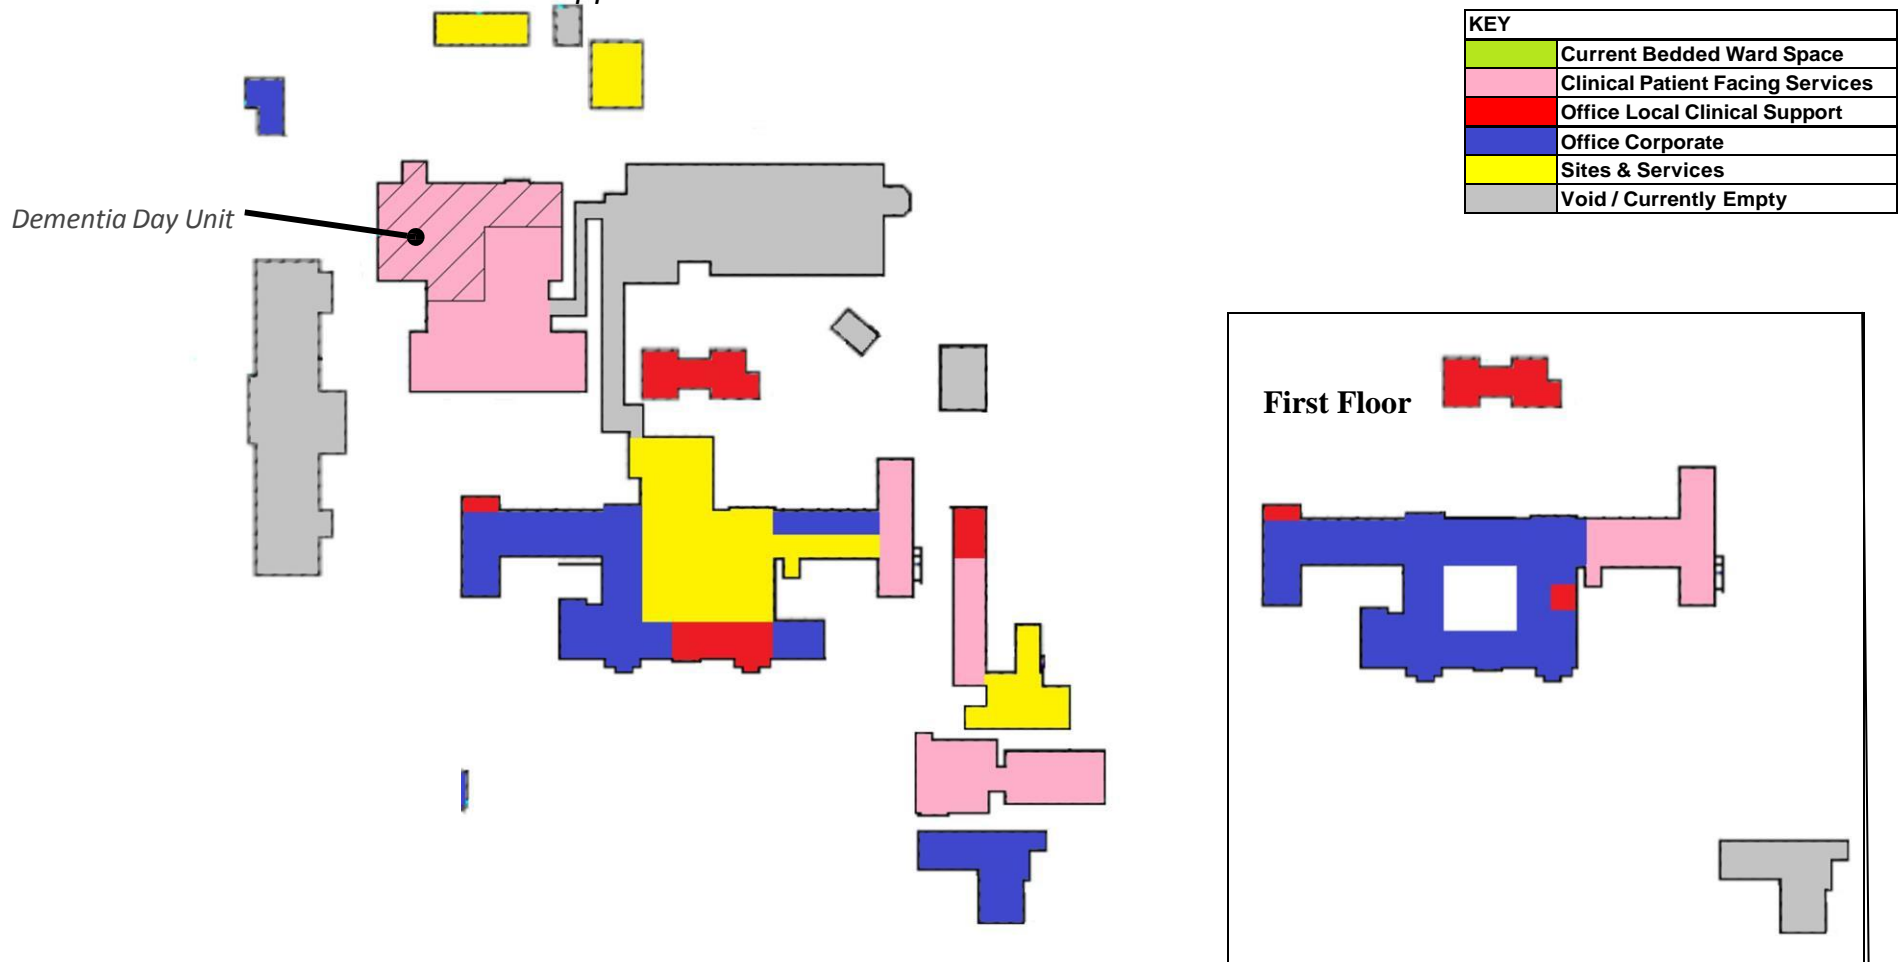 KEY
Current Bedded Ward Space
Clinical Patient Facing Services
Office Local Clinical Support
Office Corporate
Sites & Services
Void / Currently Empty
Dementia Day Unit
First Floor